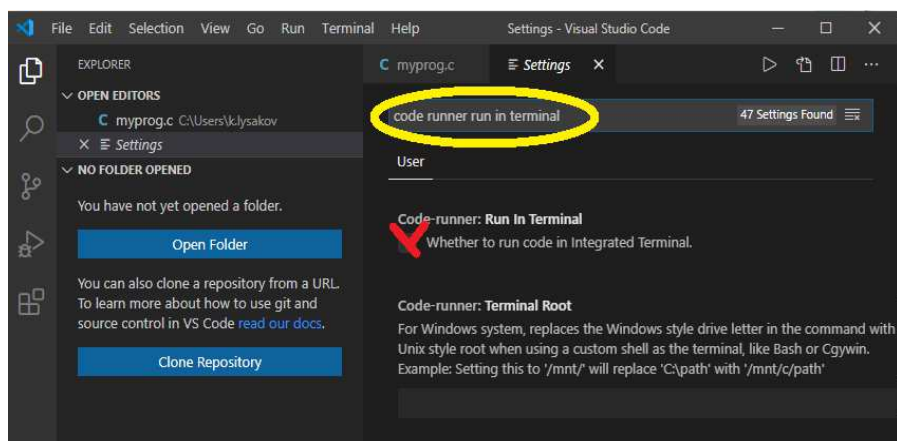 File Edit Selection View Go Run Terminal Help Settings - Visual Studio Code
EXPLORER
OPEN EDITORS
C myprog.c C:\Users\k.lysakov
Settings
NO FOLDER OPENED
You have not yet opened a folder.
Open Folder
You can also clone a repository from a URL.
To learn more about how to use git and
source control in VS Code read our docs.
Clone Repository
C myprog.c Settings
code runner run in terminal 47 Settings Found
User
Code-runner: Run In Terminal
Whether to run code in Integrated Terminal.
Code-runner: Terminal Root
For Windows system, replaces the Windows style drive letter in the command with
Unix style root when using a custom shell as the terminal, like Bash or Cgywin.
Example: Setting this to '/mnt/' will replace 'C:\path' with '/mnt/c/path'